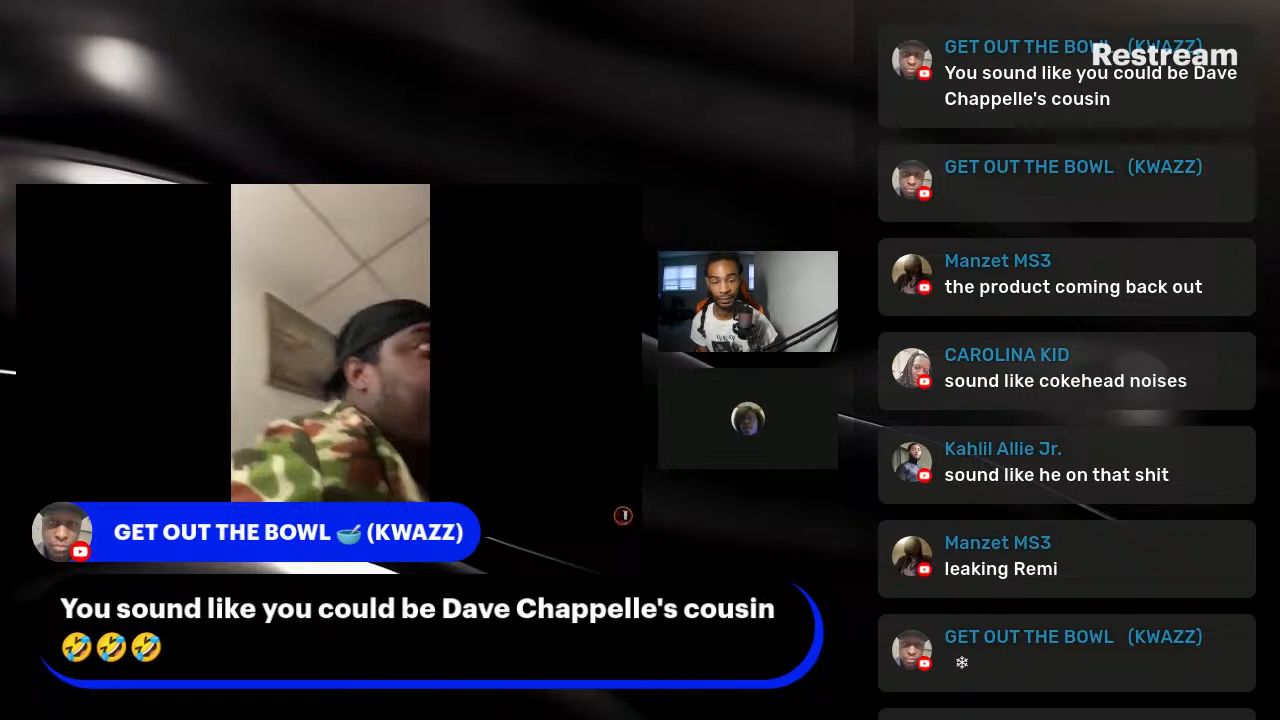 GET OUT THE BOWL (KWAZZ)
Restream
You sound like you could be Dave
Chappelle's cousin
GET OUT THE BOWL (KWAZZ)
Manzet MS3
the product coming back out
CAROLINA KID
sound like cokehead noises
Kahlil Allie Jr.
sound like he on that shit
Manzet MS3
leaking Remi
GET OUT THE BOWL (KWAZZ)
❄
GET OUT THE BOWL 🥣 (KWAZZ)
You sound like you could be Dave Chappelle's cousin
🤣🤣🤣